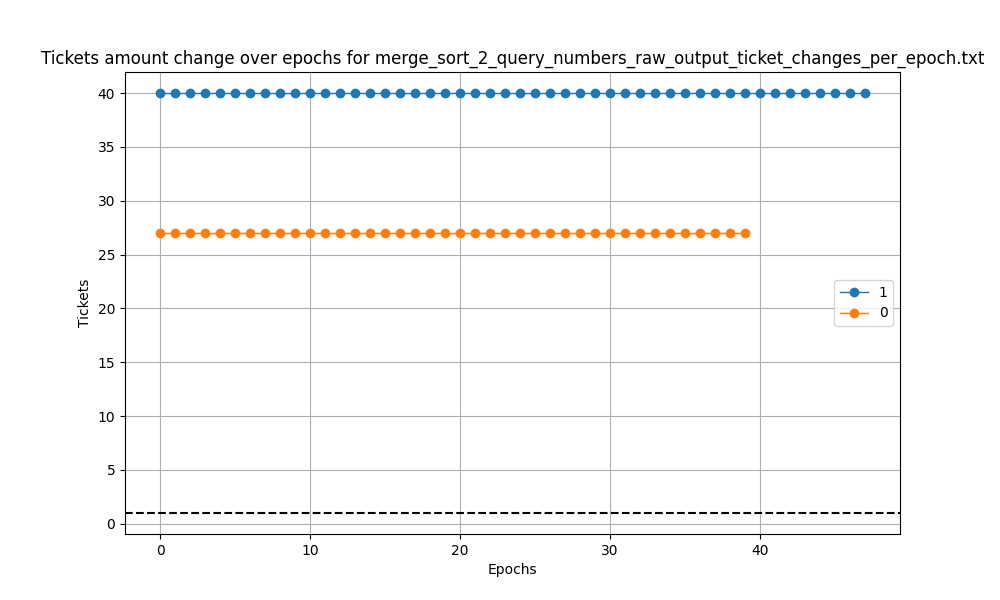 Tickets amount change over epochs for merge_sort_2_query_numbers_raw_output_ticket_changes_per_epoch.txt
40
35
30
25
20
15
10
5
0
Tickets
1
0
0 10 20 30 40
Epochs